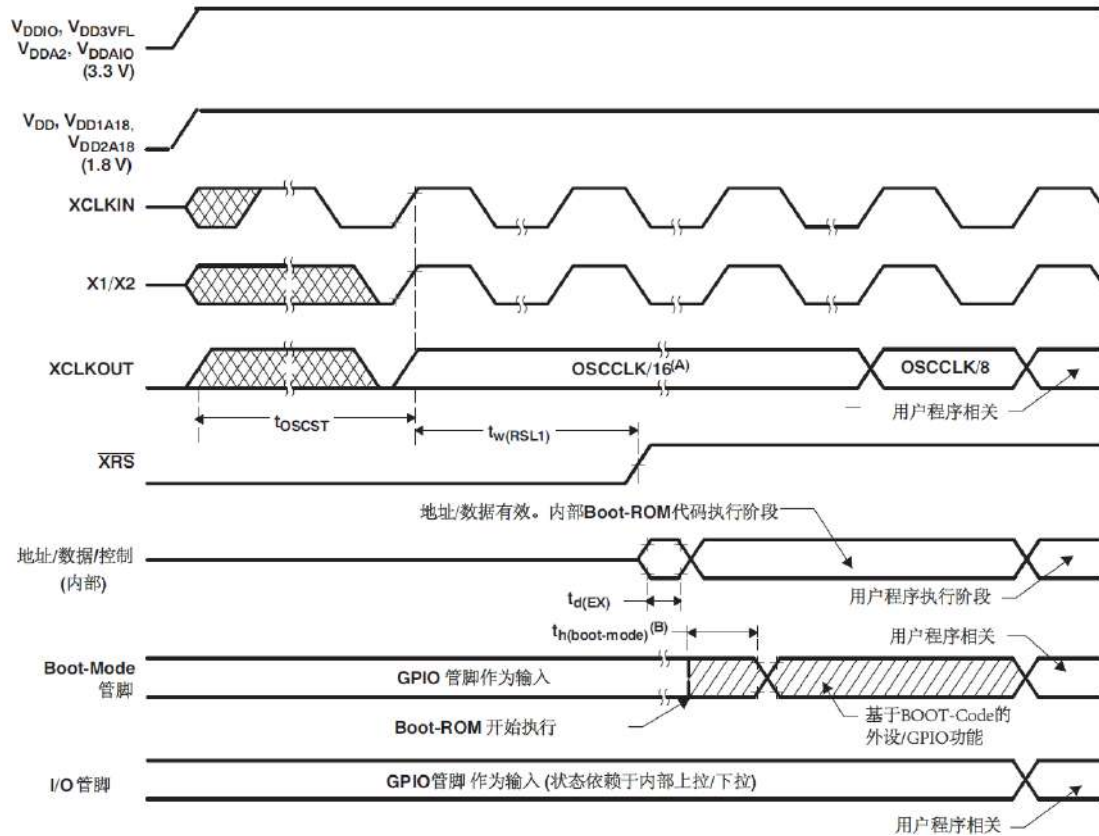 VDDIO, VDD3VFL
VDDA2, VDDAIO
(3.3 V)
VDD, VDD1A18,
VDD2A18
(1.8 V)
XCLKIN
X1/X2
XCLKOUT
OSCCLK/16(A)
OSCCLK/8
用户程序相关
tOSCST
tw(RSL1)
XRS
地址/数据有效。内部Boot-ROM代码执行阶段
地址/数据/控制
(内部)
用户程序执行阶段
td(EX)
th(boot-mode)(B)
用户程序相关
Boot-Mode
管脚
GPIO 管脚作为输入
Boot-ROM 开始执行
基于BOOT-Code的
外设/GPIO功能
I/O 管脚
GPIO管脚 作为输入 (状态依赖于内部上拉/下拉)
用户程序相关